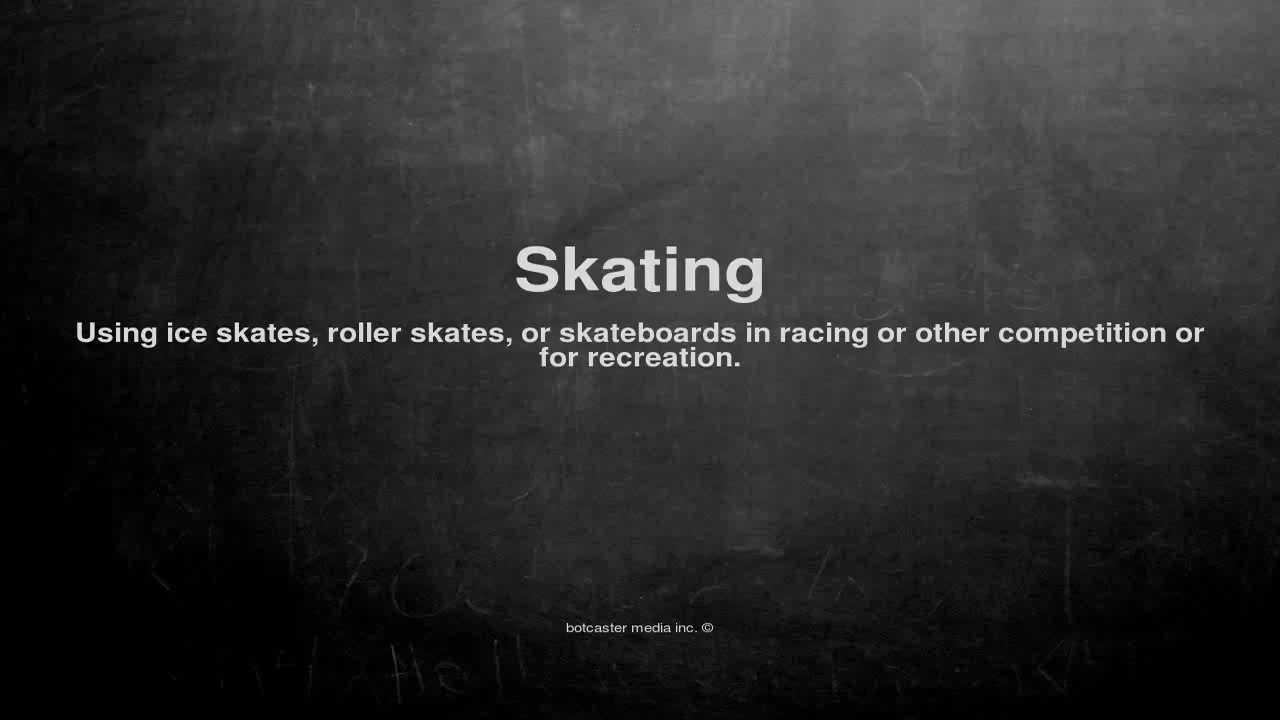 Skating
Using ice skates, roller skates, or skateboards in racing or other competition or
for recreation.
botcaster media inc. ©